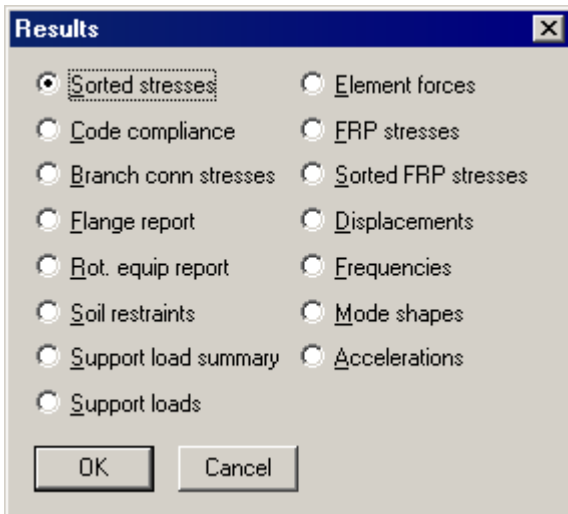 Results
Sorted stresses
Code compliance
Branch conn stresses
Flange report
Rot. equip report
Soil restraints
Support load summary
Support loads
Element forces
FRP stresses
Sorted FRP stresses
Displacements
Frequencies
Mode shapes
Accelerations
OK
Cancel